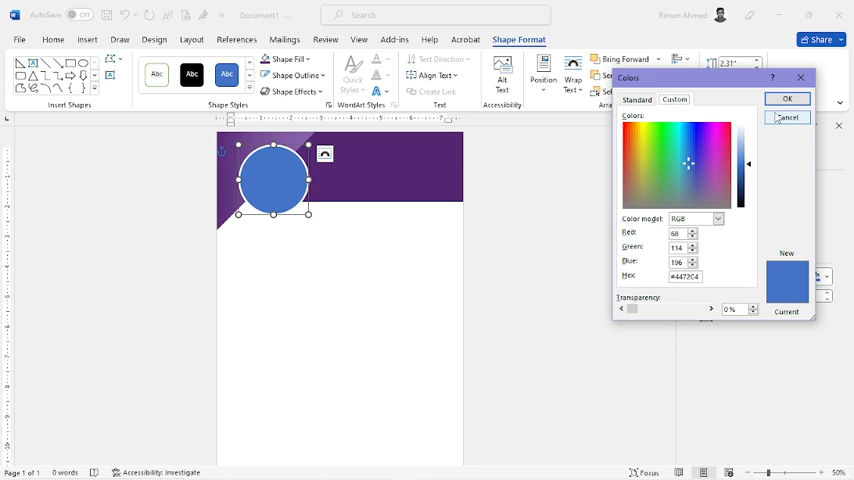 AutoSave Off Document1 -... Search Rimon Ahmed
File Home Insert Draw Design Layout References Mailings Review View Add-ins Help Acrobat Shape Format Share
Abc Abc Abc
Shape Fill
Shape Outline
Shape Effects
Quick Styles
Text Direction
Align Text
Create Link
Alt Text
Position
Wrap Text
Bring Forward
2.31"
Insert Shapes Shape Styles WordArt Styles Text Accessibility
Colors ?
Standard Custom
OK
Cancel
Colors:
Color model: RGB
Red: 68
Green: 114
Blue: 196
Hex: #4472C4
Transparency:
0 %
New
Current
Page 1 of 1 0 words Accessibility: Investigate Focus 50%